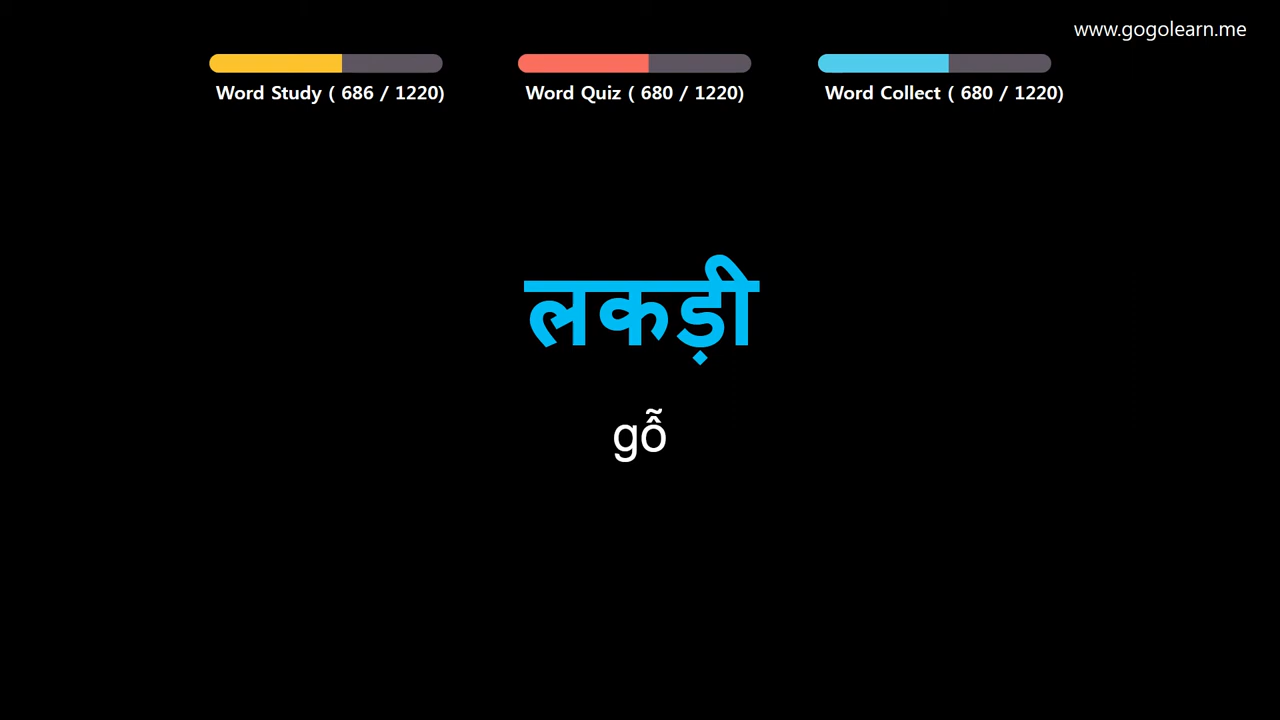 www.gogolearn.me
Word Study ( 686 / 1220)
Word Quiz ( 680 / 1220)
Word Collect ( 680 / 1220)
लकड़ी
gỗ